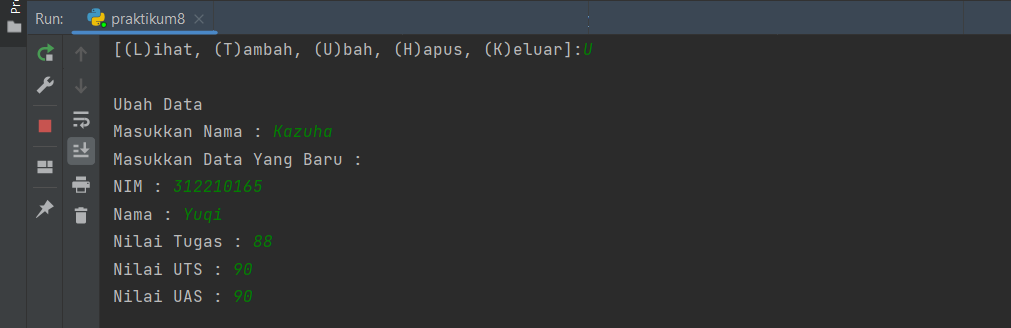 Pro
Run: praktikum8
[(L)ihat, (T)ambah, (U)bah, (H)apus, (K)eluar]:U
Ubah Data
Masukkan Nama : Kazuha
Masukkan Data Yang Baru :
NIM : 312210165
Nama : Yuqi
Nilai Tugas : 88
Nilai UTS : 90
Nilai UAS : 90